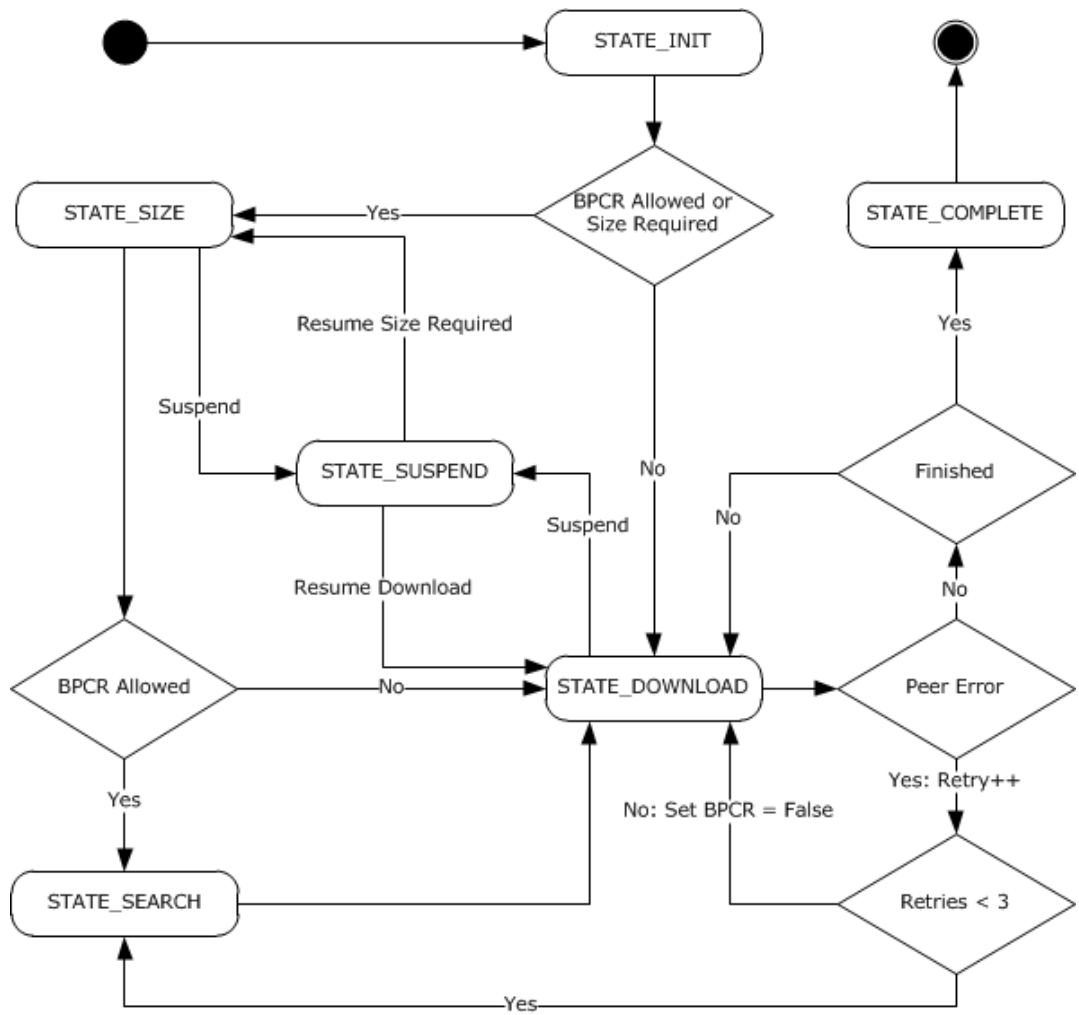 STATE_INIT
BPCR Allowed or
Size Required
STATE_SIZE
Yes
STATE_COMPLETE
Resume Size Required
Yes
Suspend
STATE_SUSPEND
No
Finished
No
Suspend
Resume Download
No
BPCR Allowed
No
STATE_DOWNLOAD
Peer Error
Yes
Yes: Retry++
No: Set BPCR = False
STATE_SEARCH
Retries < 3
Yes